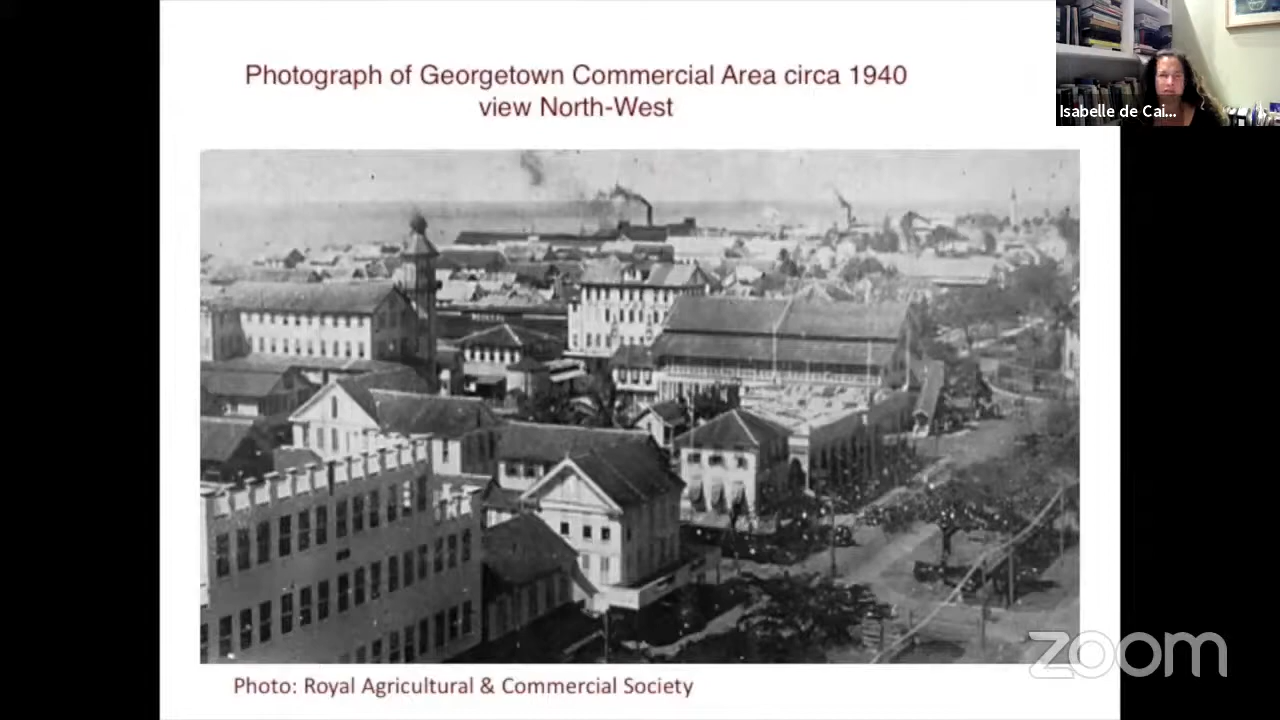 Photograph of Georgetown Commercial Area circa 1940
view North-West
Isabelle de Cai...
Photo: Royal Agricultural & Commercial Society
zoom